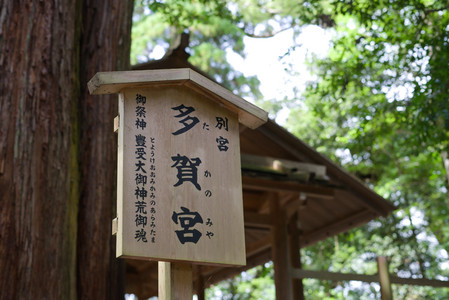 別宮
多賀宮
たかのみや
御祭神 豊受大御神荒御魂
とようけおおみかみのあらみたま